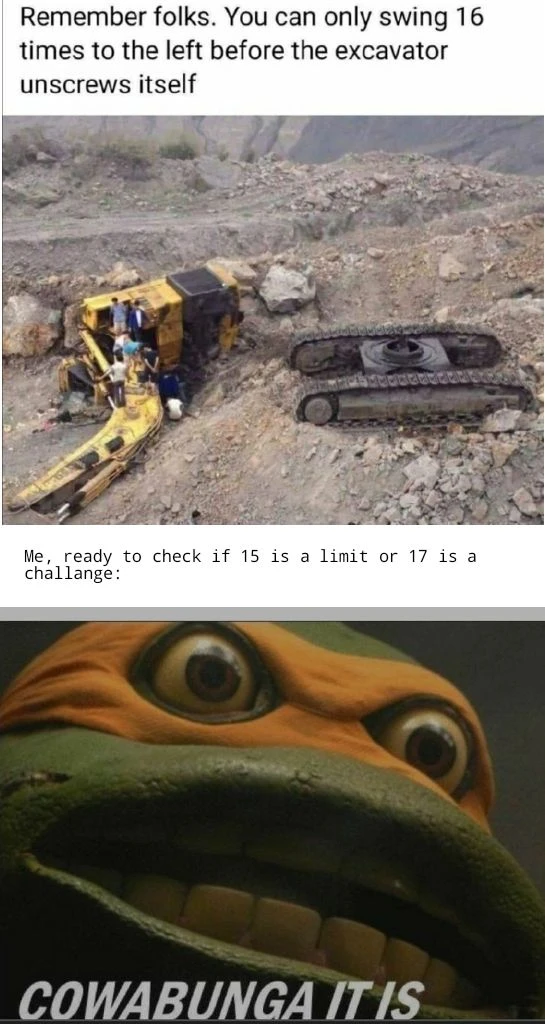 Remember folks. You can only swing 16
times to the left before the excavator
unscrews itself
Me, ready to check if 15 is a limit or 17 is a
challange:
COWABUNGA IT IS